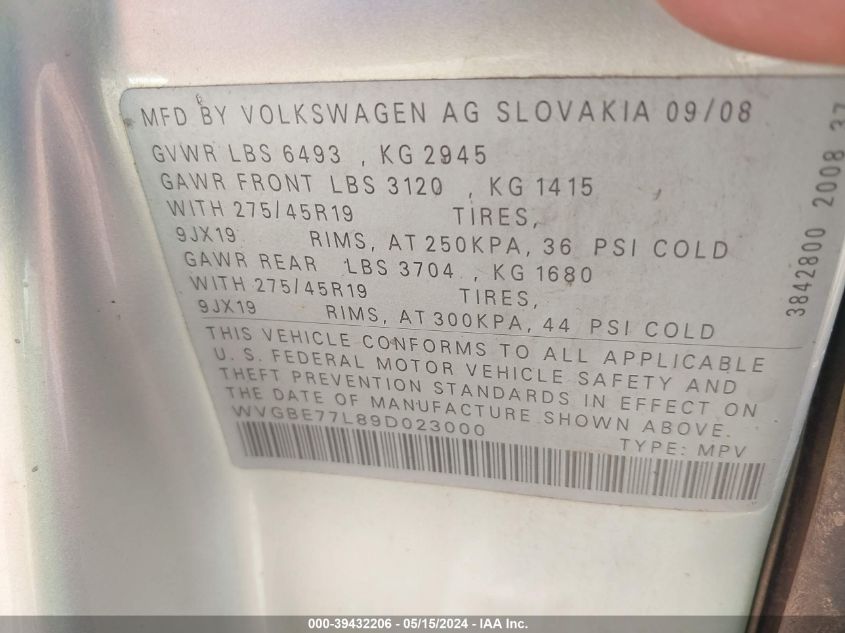 MFD BY VOLKSWAGEN AG SLOVAKIA 09/08
GVWR LBS 6493 , KG 2945
GAWR FRONT LBS 3120 , KG 1415
WITH 275/45R19 TIRES,
9JX19 RIMS, AT 250KPA, 36 PSI COLD
GAWR REAR LBS 3704 , KG 1680
WITH 275/45R19 TIRES,
9JX19 RIMS, AT 300KPA, 44 PSI COLD
THIS VEHICLE CONFORMS TO ALL APPLICABLE
U. S. FEDERAL MOTOR VEHICLE SAFETY AND
THEFT PREVENTION STANDARDS IN EFFECT ON
THE DATE OF MANUFACTURE SHOWN ABOVE.
WVGBE77L89D023000 TYPE: MPV
3842800 2008 37
000-39432206 - 05/15/2024 - IAA Inc.